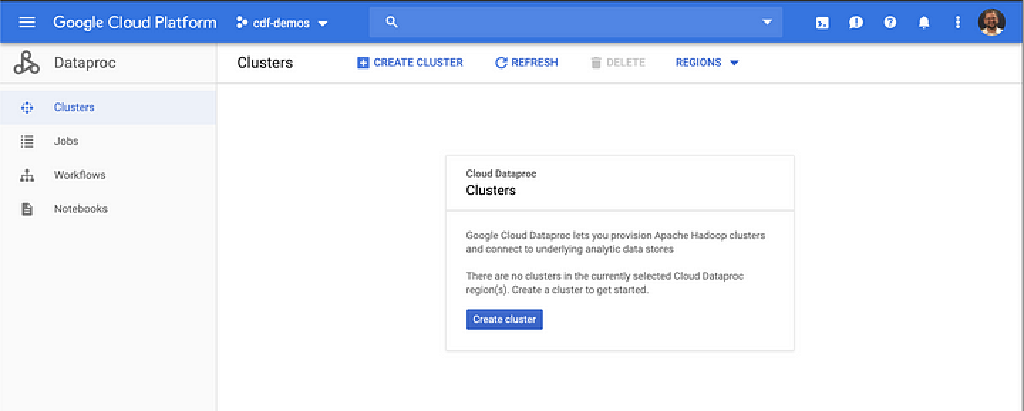 Google Cloud Platform cdf-demos
Dataproc Clusters CREATE CLUSTER REFRESH DELETE REGIONS
Clusters
Jobs
Workflows
Notebooks
Cloud Dataproc
Clusters
Google Cloud Dataproc lets you provision Apache Hadoop clusters
and connect to underlying analytic data stores
There are no clusters in the currently selected Cloud Dataproc
region(s). Create a cluster to get started.
Create cluster